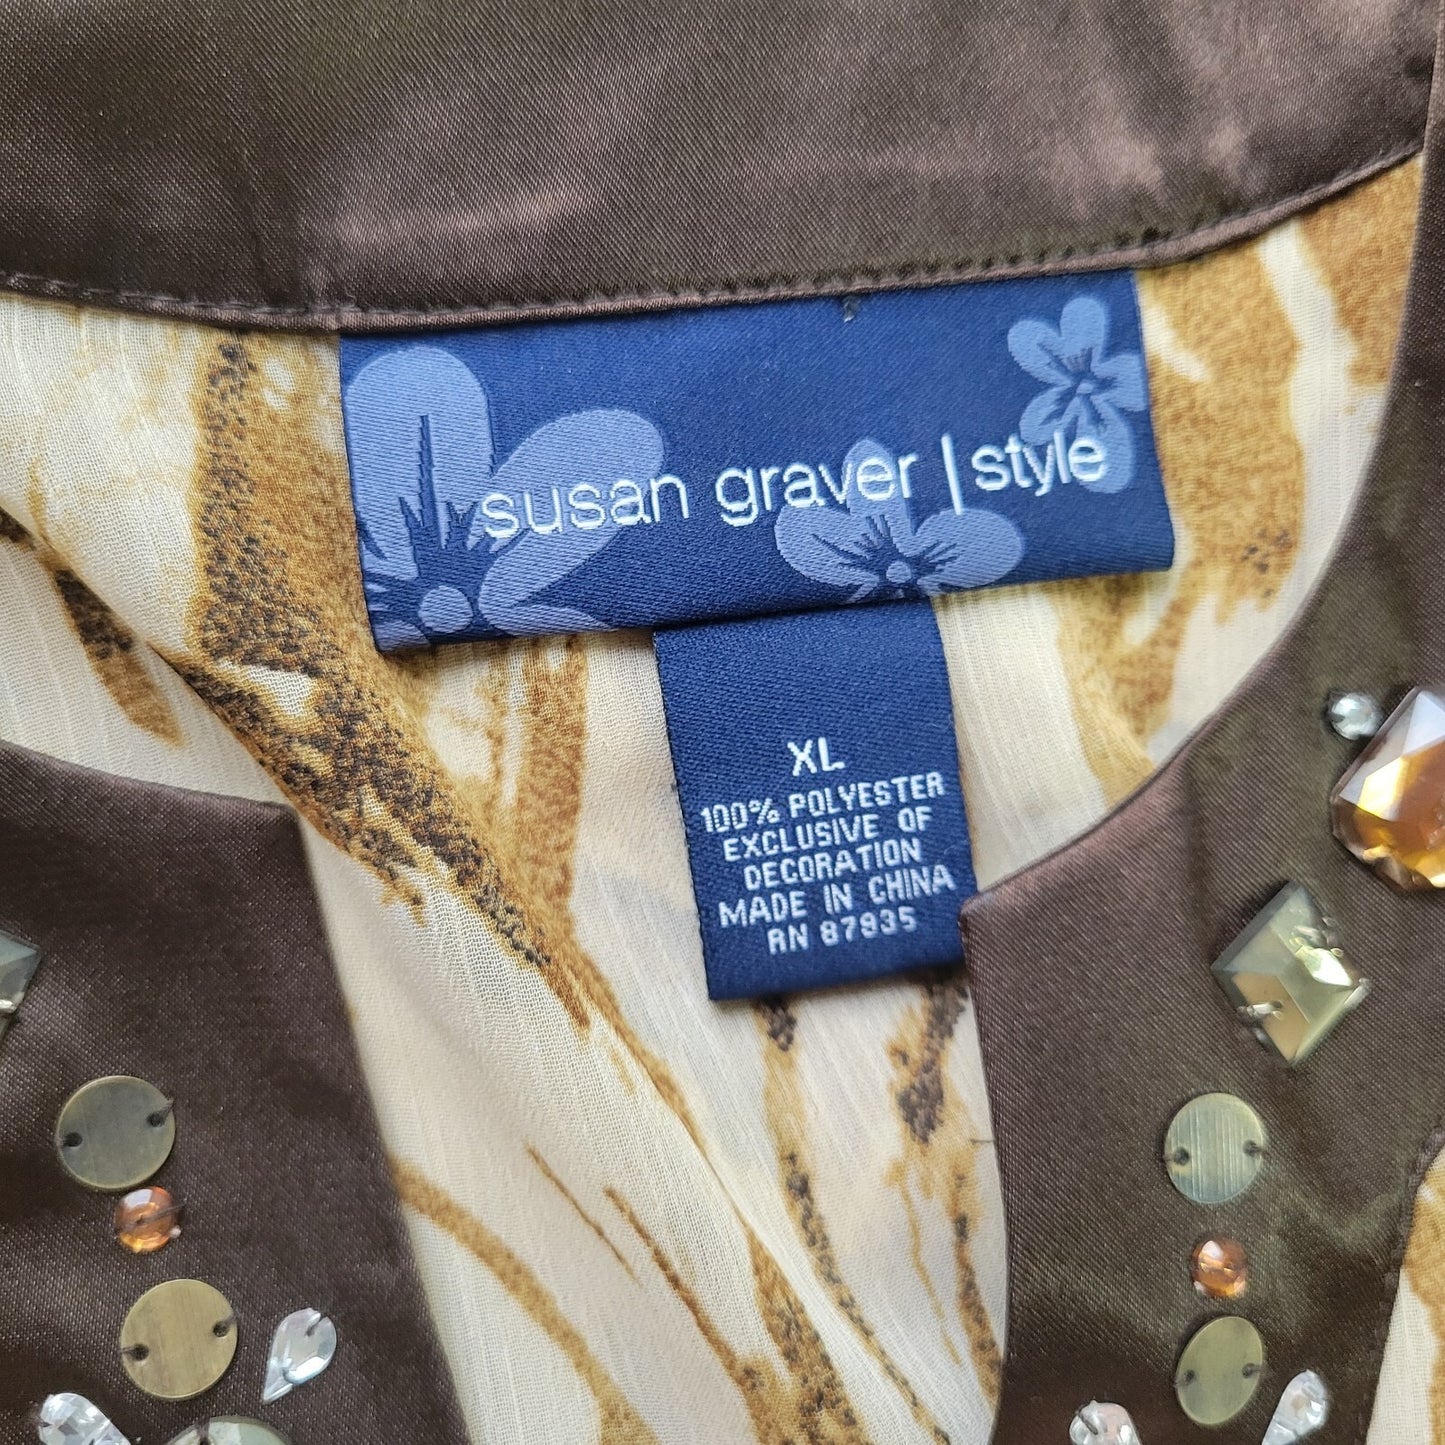 susan graver | style
XL
100% POLYESTER
EXCLUSIVE OF
DECORATION
MADE IN CHINA
RN 87935